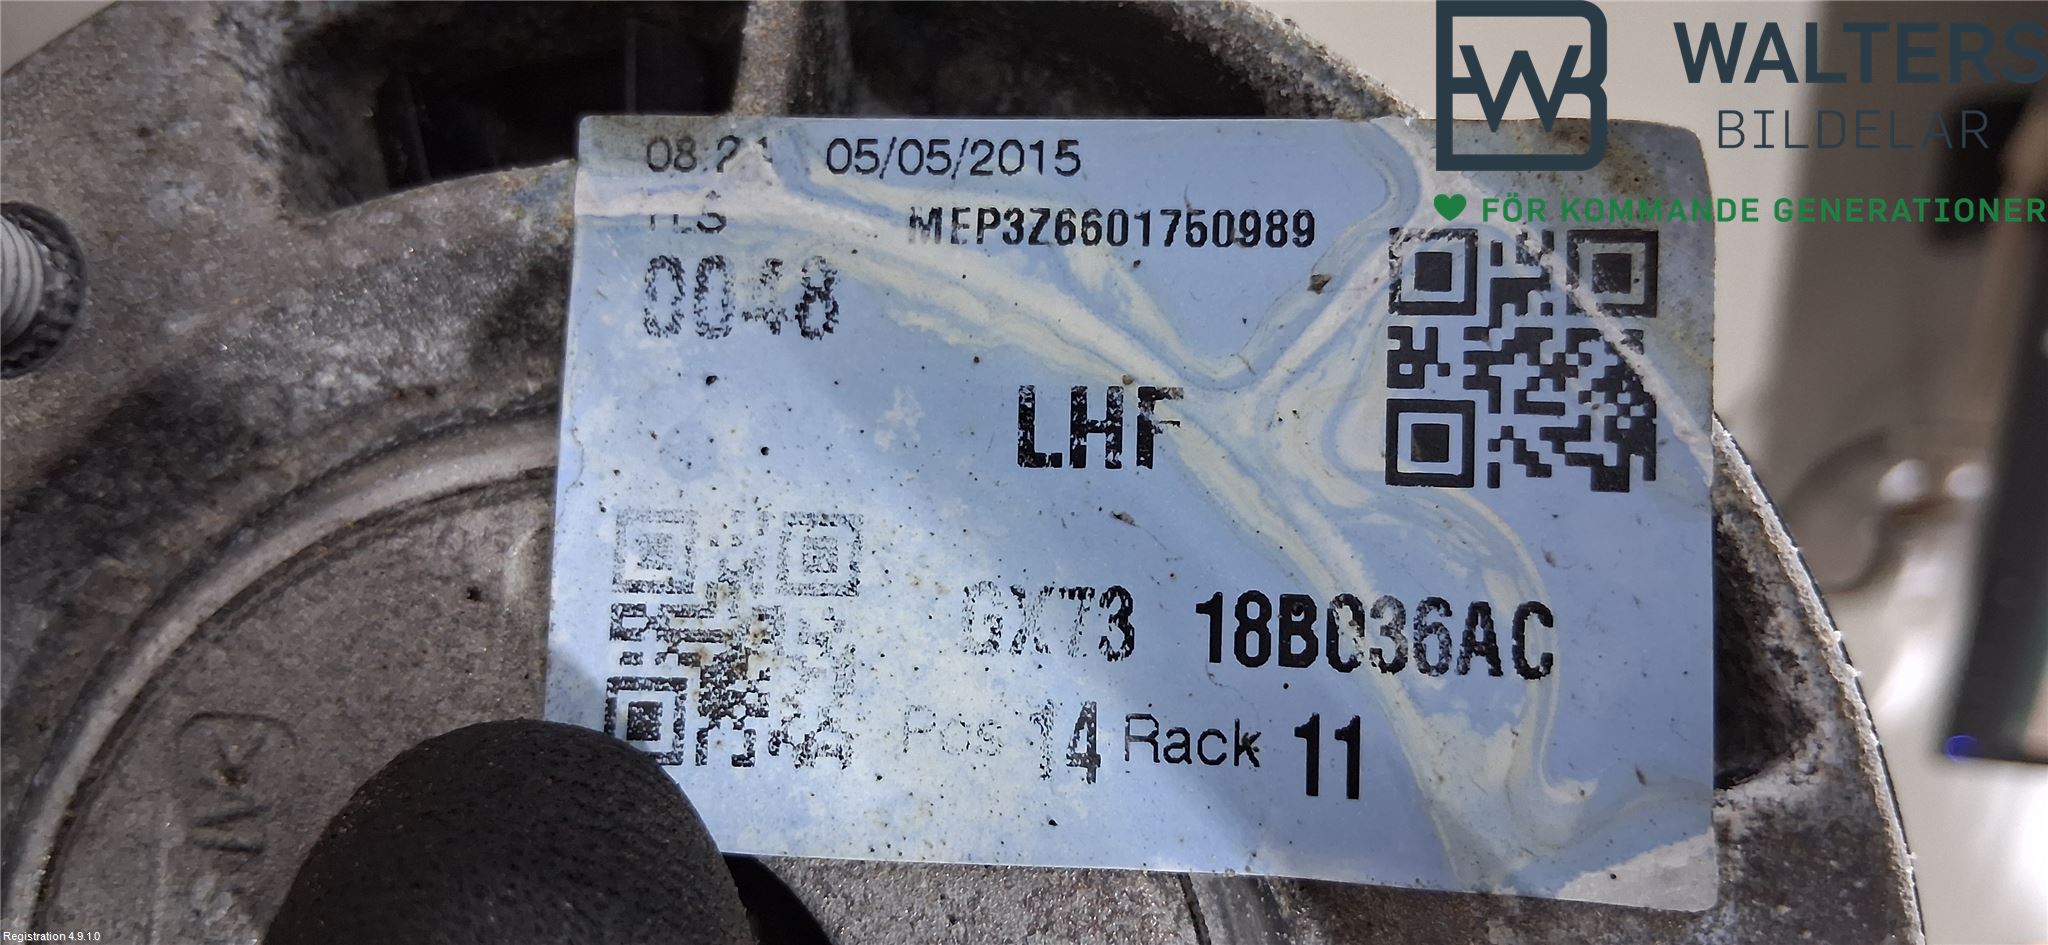 WALTERS
BILDELAR
FÖR KOMMANDE GENERATIONER
05/05/2015
MEP3Z6601750989
0048
LHF
GXT3 18B036AC
Pos 14 Rack 11
Registration 4.9.1.0